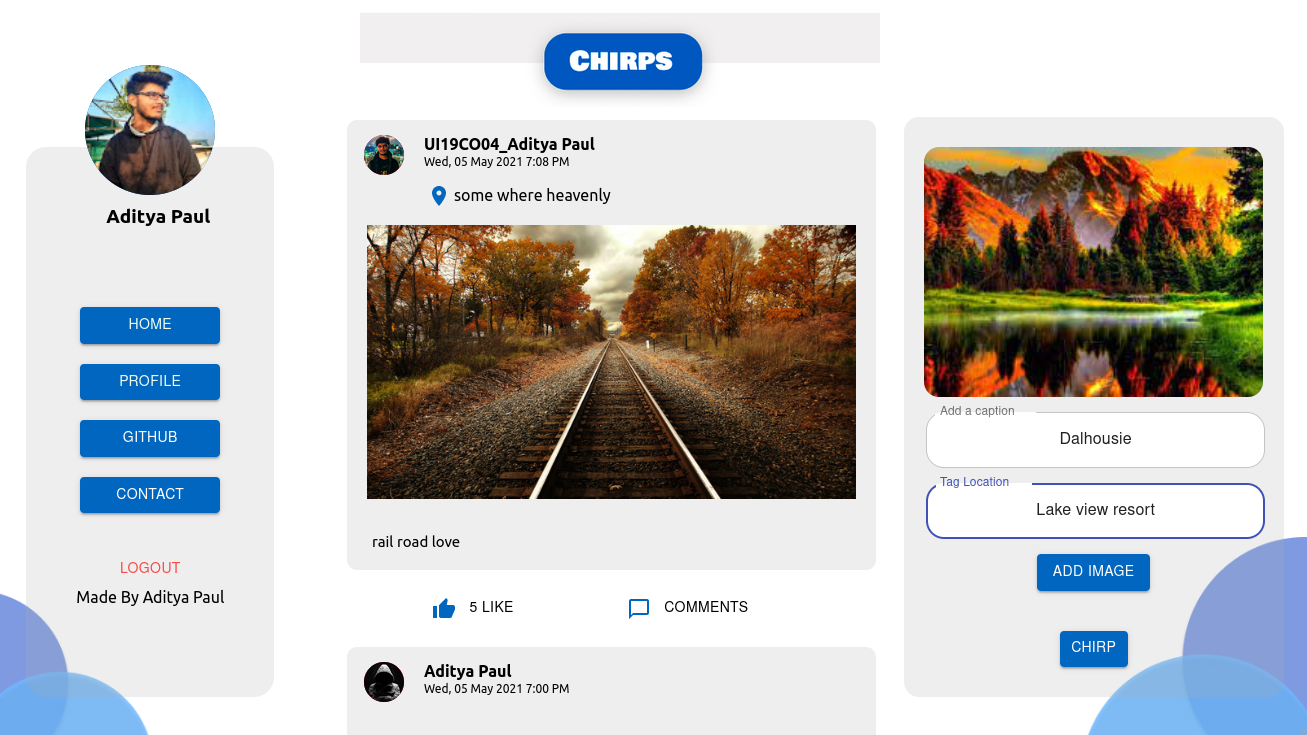 CHIRPS
Aditya Paul
HOME
PROFILE
GITHUB
CONTACT
LOGOUT
Made By Aditya Paul
UI19CO04_Aditya Paul
Wed, 05 May 2021 7:08 PM
some where heavenly
rail road love
5 LIKE
COMMENTS
Aditya Paul
Wed, 05 May 2021 7:00 PM
Add a caption
Dalhousie
Tag Location
Lake view resort
ADD IMAGE
CHIRP